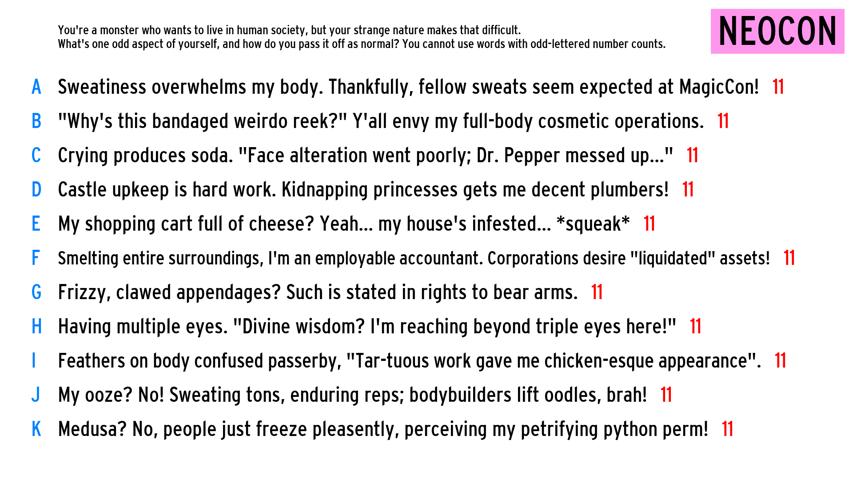 You're a monster who wants to live in human society, but your strange nature makes that difficult.
What's one odd aspect of yourself, and how do you pass it off as normal? You cannot use words with odd-lettered number counts.
NEOCON
A Sweatiness overwhelms my body. Thankfully, fellow sweats seem expected at MagicCon! 11
B "Why's this bandaged weirdo reek?" Y'all envy my full-body cosmetic operations. 11
C Crying produces soda. "Face alteration went poorly; Dr. Pepper messed up..." 11
D Castle upkeep is hard work. Kidnapping princesses gets me decent plumbers! 11
E My shopping cart full of cheese? Yeah... my house's infested... *squeak* 11
F Smelting entire surroundings, I'm an employable accountant. Corporations desire "liquidated" assets! 11
G Frizzy, clawed appendages? Such is stated in rights to bear arms. 11
H Having multiple eyes. "Divine wisdom? I'm reaching beyond triple eyes here!" 11
I Feathers on body confused passerby, "Tar-tuous work gave me chicken-esque appearance". 11
J My ooze? No! Sweating tons, enduring reps; bodybuilders lift oodles, brah! 11
K Medusa? No, people just freeze pleasently, perceiving my petrifying python perm! 11